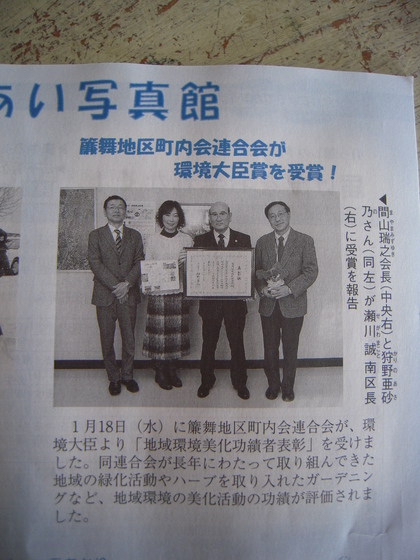 あい写真館
簾舞地区町内会連合会が
環境大臣賞を受賞！
◀間山瑞之会長(中央右)と狩野亜砂
乃さん(同左)が瀬川誠南区長
(右)に受賞を報告
1月18日（水）に簾舞地区町内会連合会が、環
境大臣より「地域環境美化功績者表彰」を受けま
した。同連合会が長年にわたって取り組んできた
地域の緑化活動やハーブを取り入れたガーデニン
グなど、地域環境の美化活動の功績が評価されま
した。